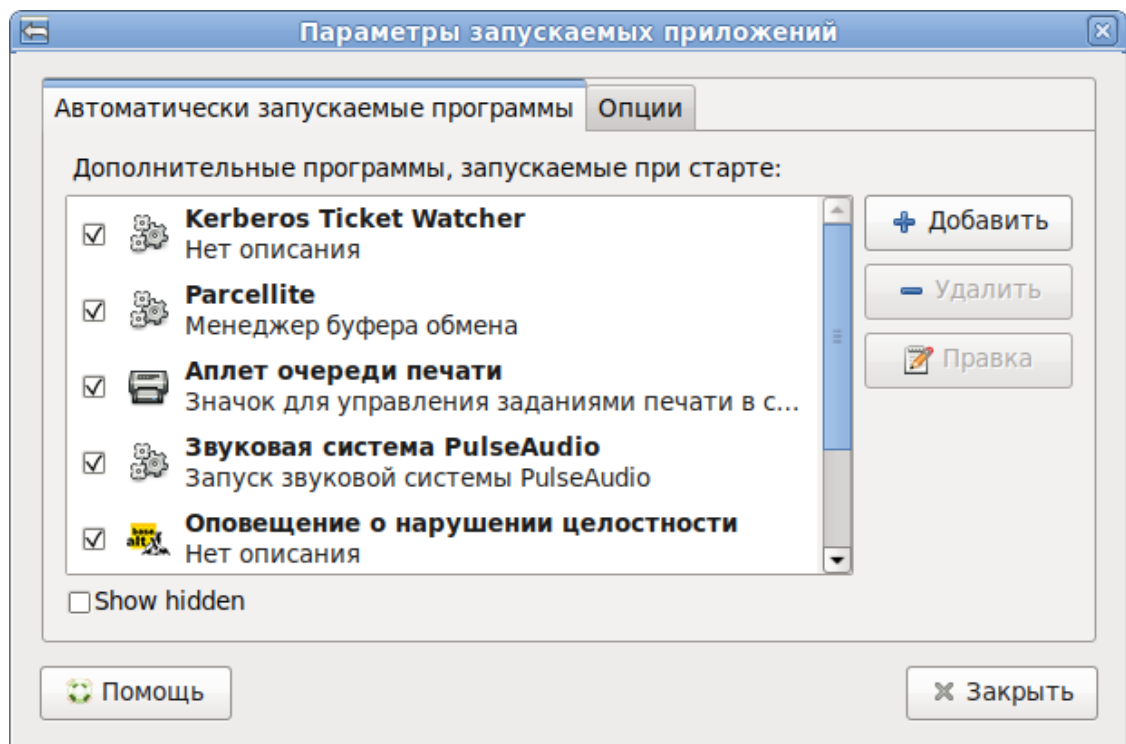 Параметры запускаемых приложений
Автоматически запускаемые программы
Опции
Дополнительные программы, запускаемые при старте:
Kerberos Ticket Watcher
Нет описания
Parcellite
Менеджер буфера обмена
Аплет очереди печати
Значок для управления заданиями печати в с...
Звуковая система PulseAudio
Запуск звуковой системы PulseAudio
base
alt
Оповещение о нарушении целостности
Нет описания
Добавить
Удалить
Правка
Show hidden
Помощь
Закрыть